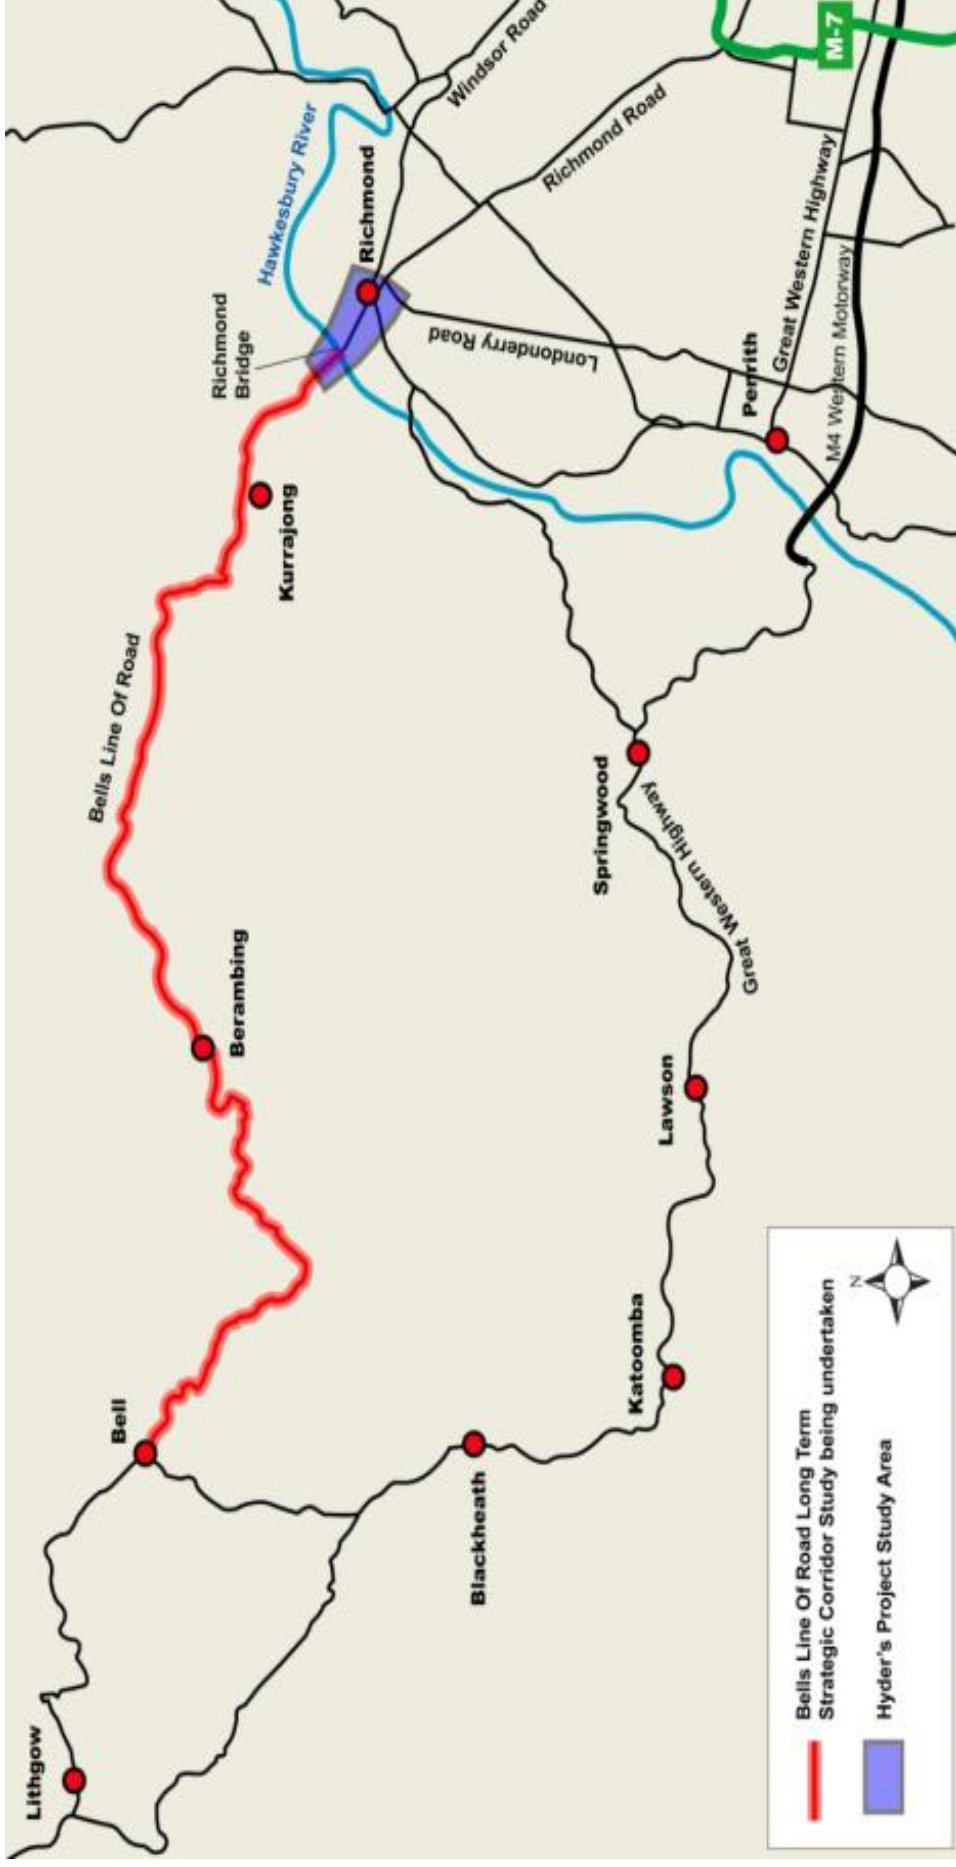 Lithgow
Bell
Berambing
Bells Line Of Road
Kurrajong
Richmond
Bridge
Hawkesbury River
Richmond
Windsor Road
Richmond Road
Londonderry Road
M-7
Great Western Highway
M4 Western Motorway
Penrith
Springwood
Great Western Highway
Lawson
Katoomba
Blackheath
Bells Line Of Road Long Term
Strategic Corridor Study being undertaken
Hyder's Project Study Area
N